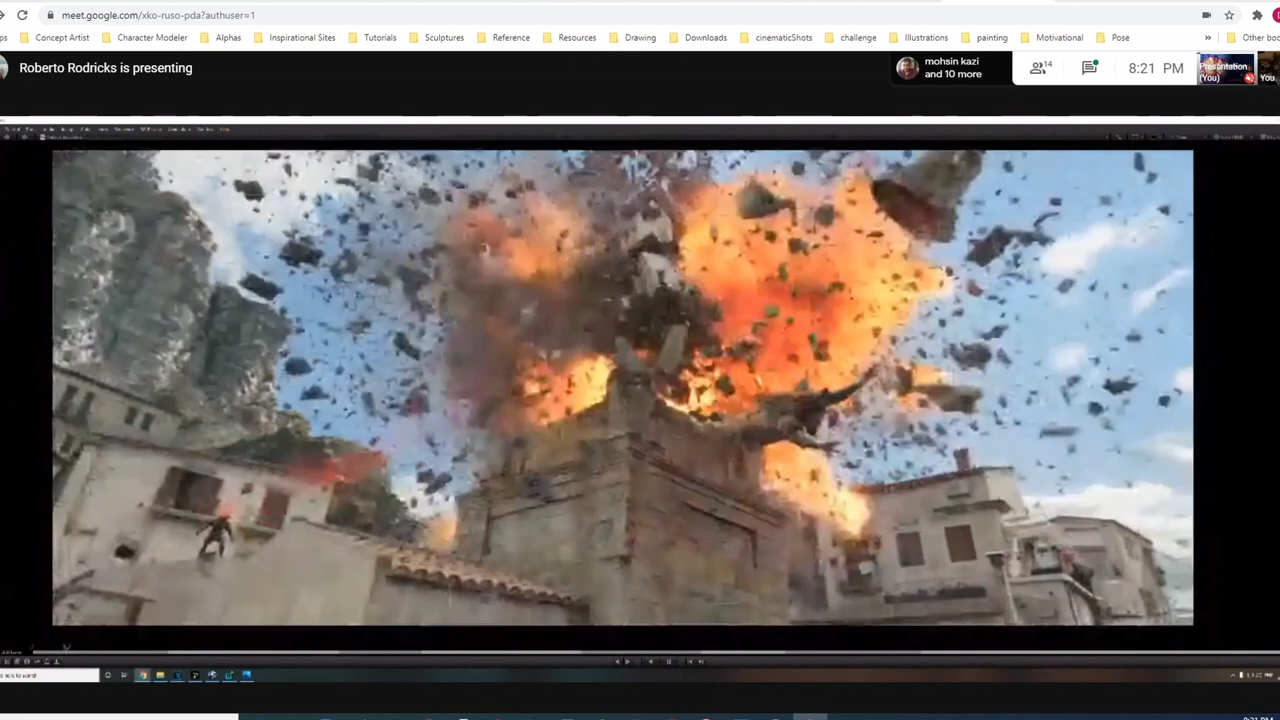 meet.google.com/xko-ruso-pda?authuser=1
ps Concept Artist Character Modeler Alphas Inspirational Sites Tutorials Sculptures Reference Resources Drawing Downloads cinematicShots challenge Illustrations painting Motivational Pose » Other boo
Roberto Rodricks is presenting
mohsin kazi
and 10 more
14
8:21 PM
Presentation
(You)
You